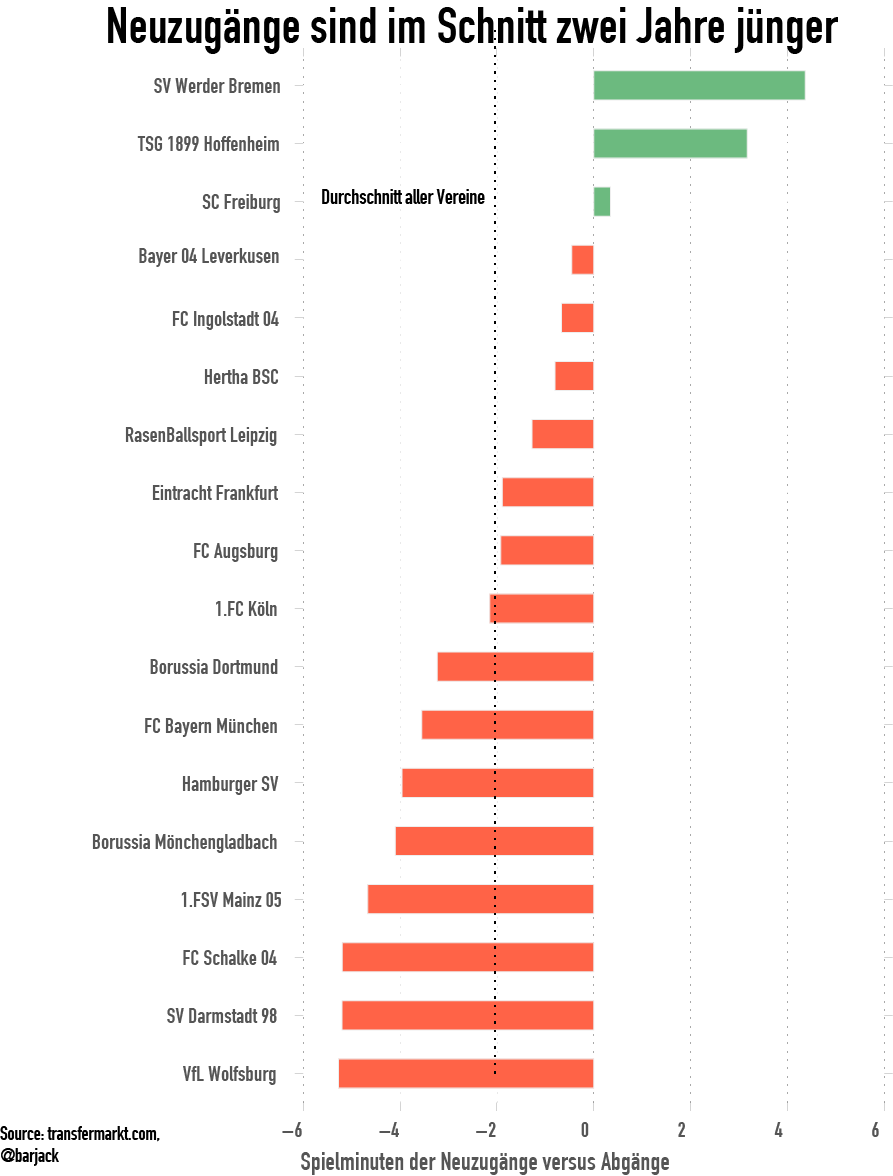 Neuzugänge sind im Schnitt zwei Jahre jünger
SV Werder Bremen
TSG 1899 Hoffenheim
SC Freiburg
Durchschnitt aller Vereine
Bayer 04 Leverkusen
FC Ingolstadt 04
Hertha BSC
RasenBallsport Leipzig
Eintracht Frankfurt
FC Augsburg
1.FC Köln
Borussia Dortmund
FC Bayern München
Hamburger SV
Borussia Mönchengladbach
1.FSV Mainz 05
FC Schalke 04
SV Darmstadt 98
VfL Wolfsburg
−6 −4 −2 0 2 4 6
Spielminuten der Neuzugänge versus Abgänge
Source: transfermarkt.com,
@barjack